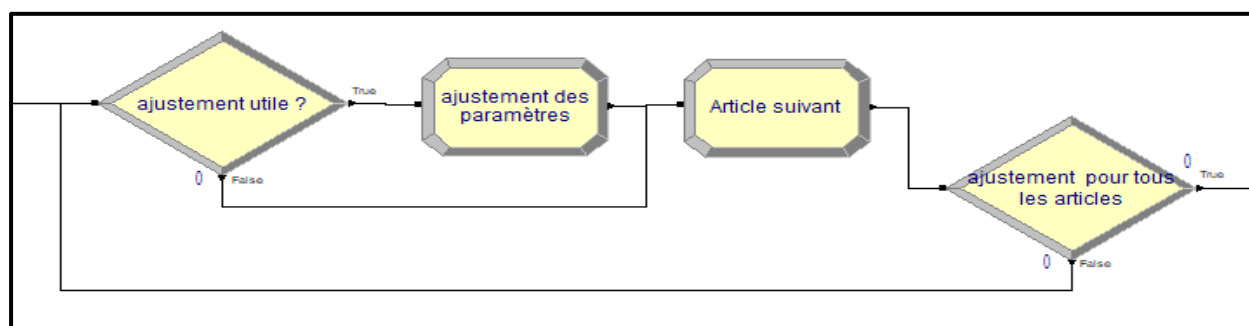 ajustement utile ?
True
0
False
ajustement des
paramètres
Article suivant
ajustement pour tous
les articles
0
True
0
False